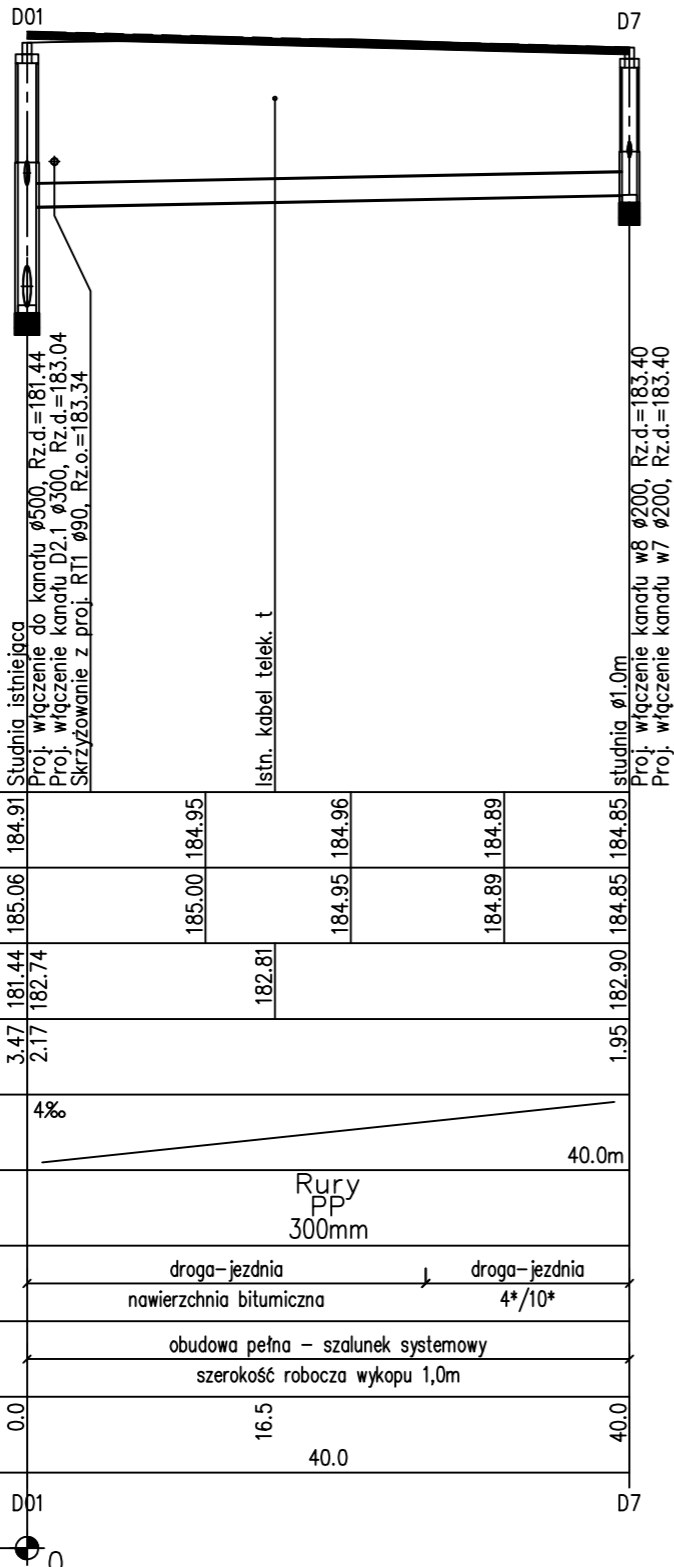 D01
D7
Studnia istniejąca
Proj. włączenie do kanału ø500, Rz.d.=181.44
Proj. włączenie kanału D2.1 ø300, Rz.d.=183.04
Skrzyżowanie z proj. RT1 ø90, Rz.o.=183.34
Istn. kabel telek. t
studnia ø1.0m
Proj. włączenie kanału w8 ø200, Rz.d.=183.40
Proj. włączenie kanału w7 ø200, Rz.d.=183.40
184.91 184.95 184.96 184.89 184.85
185.06 185.00 184.95 184.89 184.85
181.44 182.74 182.81 182.90
3.47 2.17 1.95
4‰
40.0m
Rury
PP
300mm
droga-jezdnia droga-jezdnia
nawierzchnia bitumiczna 4*/10*
obudowa pełna – szalunek systemowy
szerokość robocza wykopu 1,0m
0.0 16.5 40.0
40.0
D01 D7
0